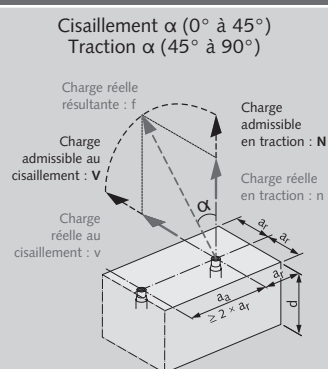 Cisaillement α (0° à 45°)
Traction α (45° à 90°)
Charge réelle
résultante : f
Charge
admissible
en traction : N
Charge
admissible au
cisaillement : V
Charge réelle
en traction : n
Charge
réelle au
cisaillement : v
α
ar
ar
ar
aa
≥ 2 × ar
d